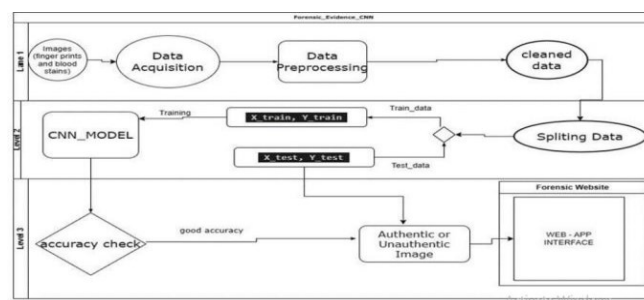 Forensic_Evidence_CNN
Lane 1
Images
(finger prints
and blood
stains)
Data
Acquisition
Data
Preprocessing
cleaned
data
Level 2
CNN_MODEL
Training
X_train, Y_train
Train_data
X_test, Y_test
Test_data
Spliting Data
Level 3
accuracy check
good accuracy
Authentic or
Unauthentic
Image
Forensic Website
WEB - APP
INTERFACE